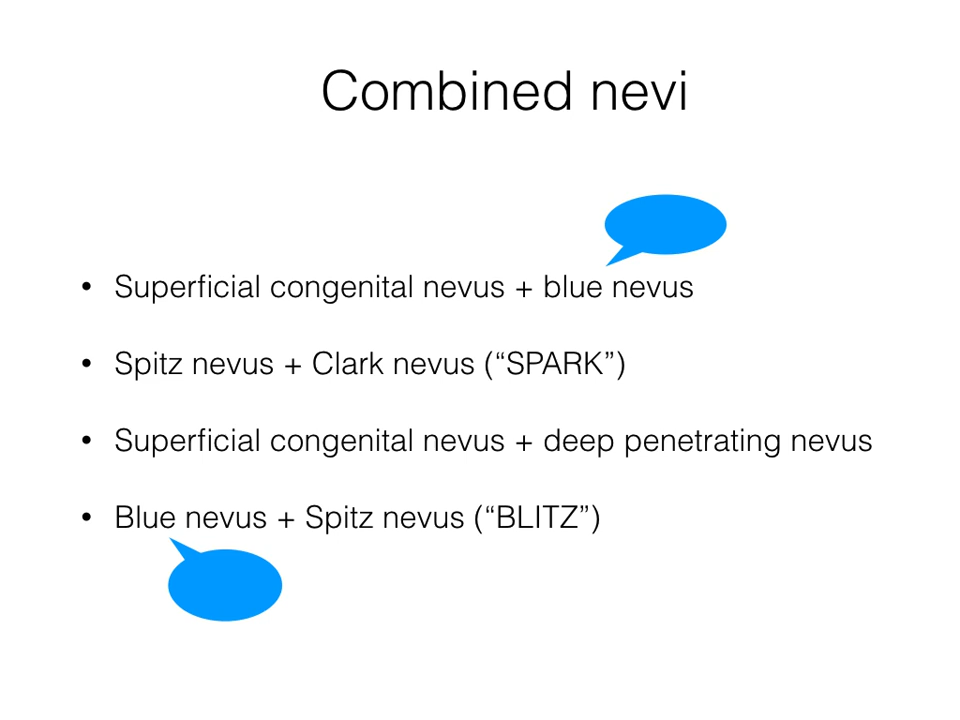 Combined nevi
• Superficial congenital nevus + blue nevus
• Spitz nevus + Clark nevus (“SPARK”)
• Superficial congenital nevus + deep penetrating nevus
• Blue nevus + Spitz nevus (“BLITZ”)